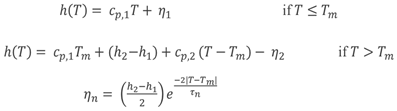 h(T) = c_{p,1}T + η_1 if T ≤ T_m
h(T) = c_{p,1}T_m + (h_2−h_1) + c_{p,2} (T − T_m) − η_2 if T > T_m
η_n = ((h_2−h_1)/2) e^{−2|T−T_m|/τ_n}